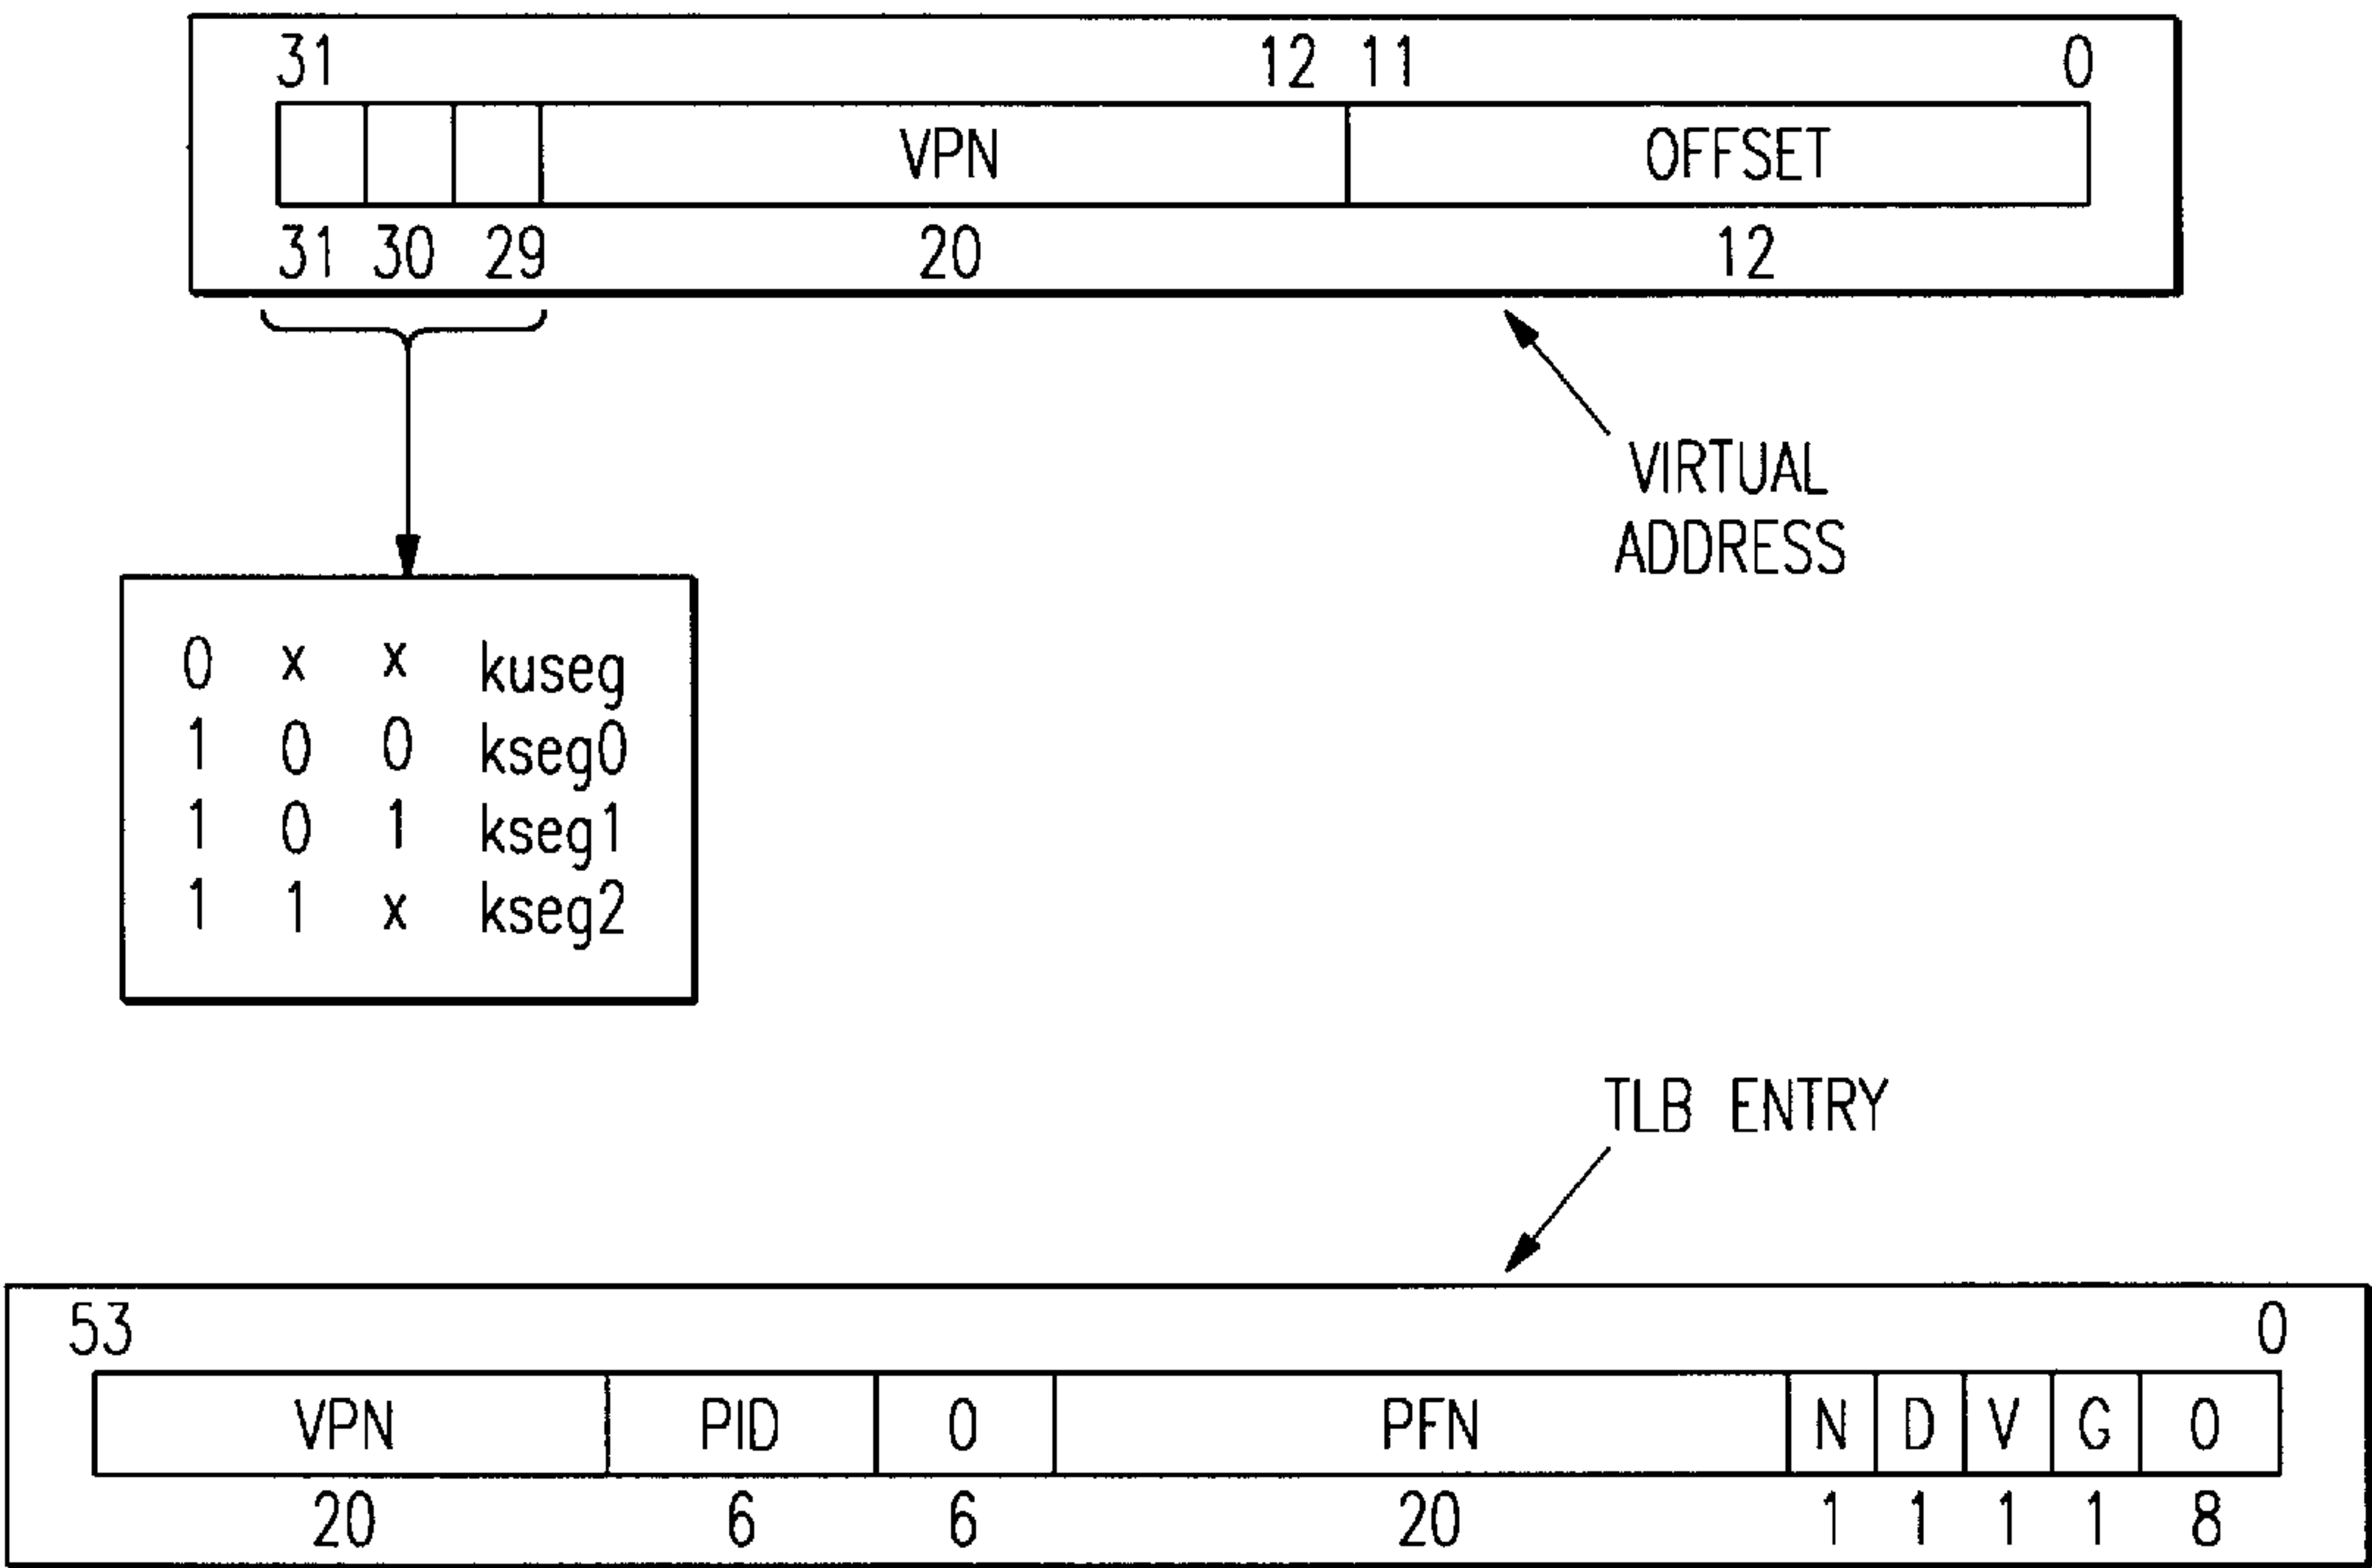 31 12 11 0
VPN OFFSET
31 30 29 20 12
VIRTUAL
ADDRESS
0 x x kuseg
1 0 0 kseg0
1 0 1 kseg1
1 1 x kseg2
TLB ENTRY
53 0
VPN PID 0 PFN N D V G 0
20 6 6 20 1 1 1 1 8